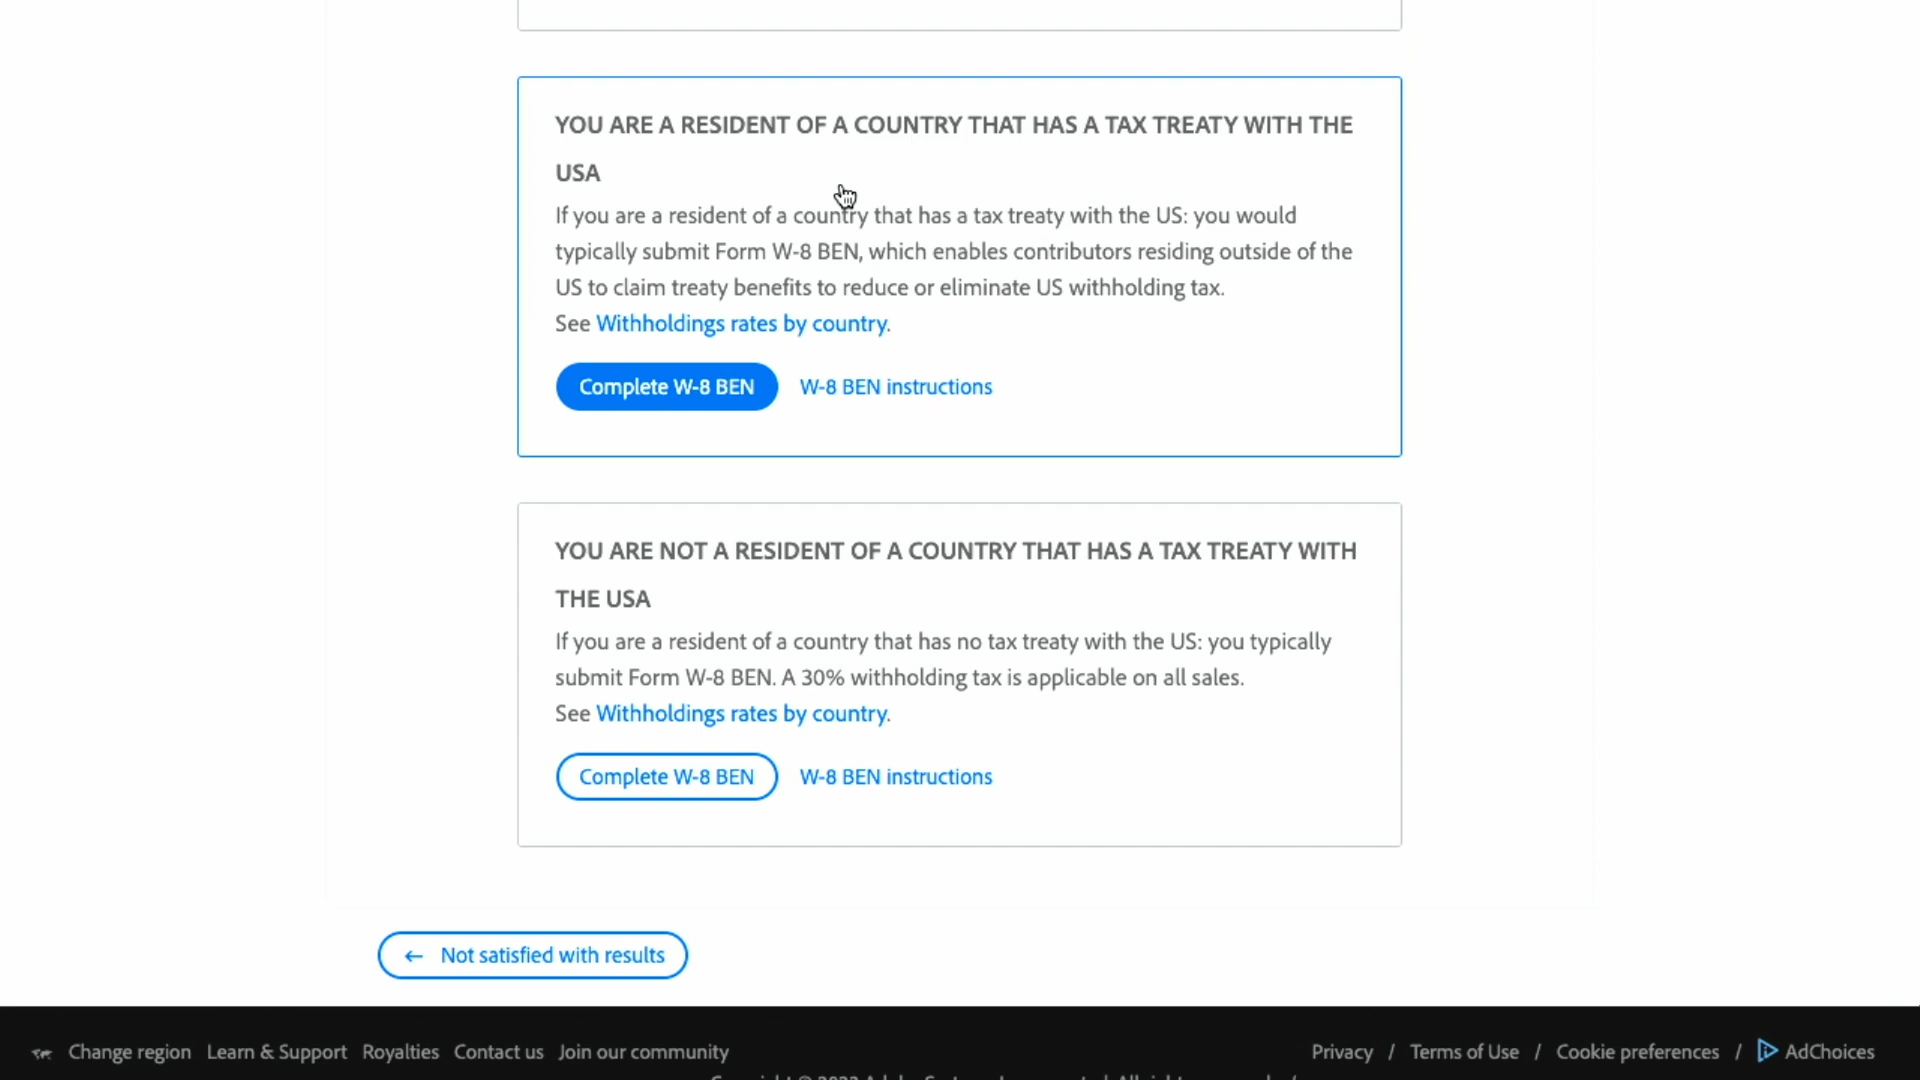 YOU ARE A RESIDENT OF A COUNTRY THAT HAS A TAX TREATY WITH THE
USA
If you are a resident of a country that has a tax treaty with the US: you would
typically submit Form W-8 BEN, which enables contributors residing outside of the
US to claim treaty benefits to reduce or eliminate US withholding tax.
See Withholdings rates by country.
Complete W-8 BEN W-8 BEN instructions
YOU ARE NOT A RESIDENT OF A COUNTRY THAT HAS A TAX TREATY WITH
THE USA
If you are a resident of a country that has no tax treaty with the US: you typically
submit Form W-8 BEN. A 30% withholding tax is applicable on all sales.
See Withholdings rates by country.
Complete W-8 BEN W-8 BEN instructions
← Not satisfied with results
Change region Learn & Support Royalties Contact us Join our community Privacy / Terms of Use / Cookie preferences / AdChoices